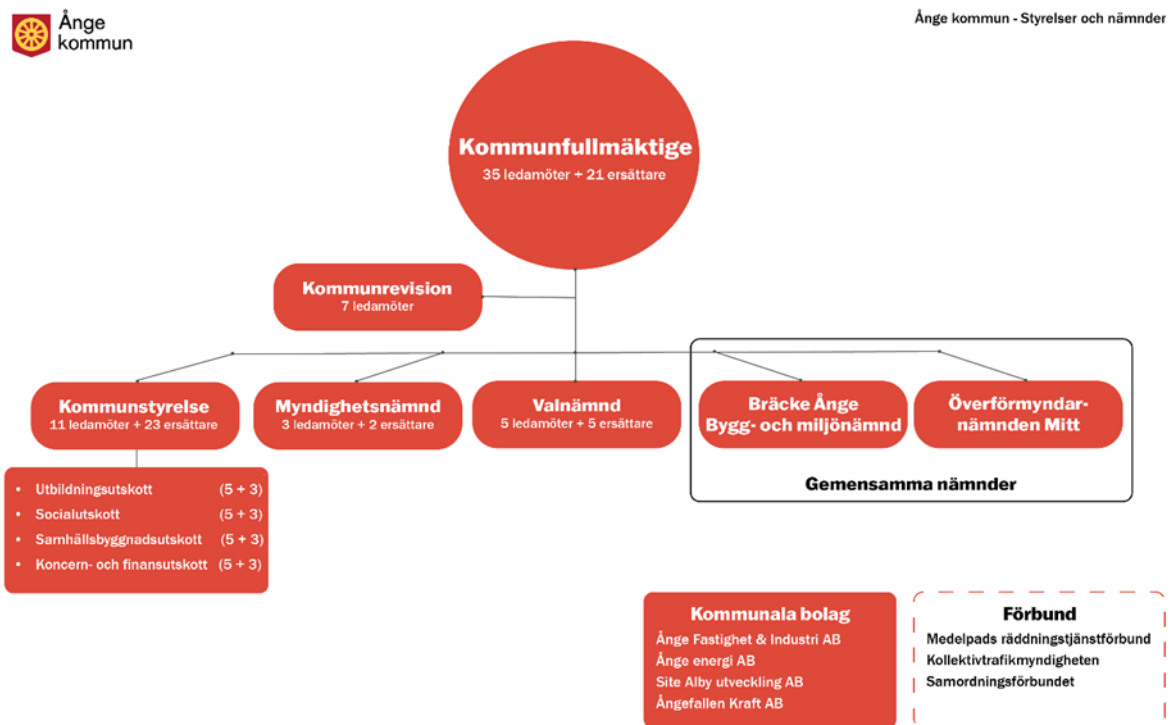 Ånge
kommun
Ånge kommun - Styrelser och nämnder
Kommunfullmäktige
35 ledamöter + 21 ersättare
Kommunrevision
7 ledamöter
Kommunstyrelse
11 ledamöter + 23 ersättare
Myndighetsnämnd
3 ledamöter + 2 ersättare
Valnämnd
5 ledamöter + 5 ersättare
Bräcke Ånge
Bygg- och miljönämnd
Överförmyndar-
nämnden Mitt
Gemensamma nämnder
• Utbildningsutskott (5 + 3)
• Socialutskott (5 + 3)
• Samhällsbyggnadsutskott (5 + 3)
• Koncern- och finansutskott (5 + 3)
Kommunala bolag
Ånge Fastighet & Industri AB
Ånge energi AB
Site Alby utveckling AB
Ångefallen Kraft AB
Förbund
Medelpads räddningstjänstförbund
Kollektivtrafikmyndigheten
Samordningsförbundet